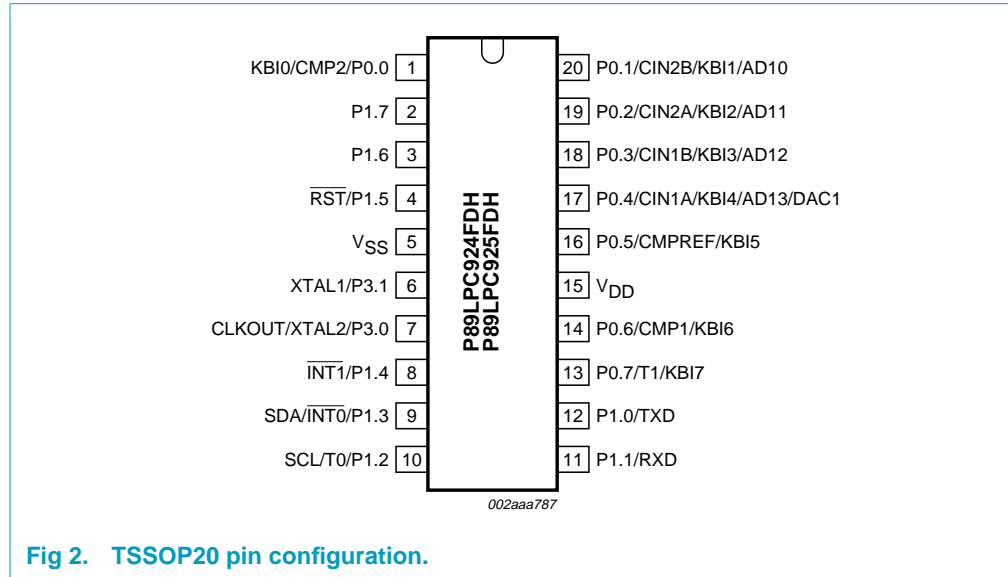 KBI0/CMP2/P0.0 1
P1.7 2
P1.6 3
R̅S̅T̅/P1.5 4
VSS 5
XTAL1/P3.1 6
CLKOUT/XTAL2/P3.0 7
I̅N̅T̅1̅/P1.4 8
SDA/I̅N̅T̅0̅/P1.3 9
SCL/T0/P1.2 10
P89LPC924FDH
P89LPC925FDH
20 P0.1/CIN2B/KBI1/AD10
19 P0.2/CIN2A/KBI2/AD11
18 P0.3/CIN1B/KBI3/AD12
17 P0.4/CIN1A/KBI4/AD13/DAC1
16 P0.5/CMPREF/KBI5
15 VDD
14 P0.6/CMP1/KBI6
13 P0.7/T1/KBI7
12 P1.0/TXD
11 P1.1/RXD
002aaa787
Fig 2. TSSOP20 pin configuration.